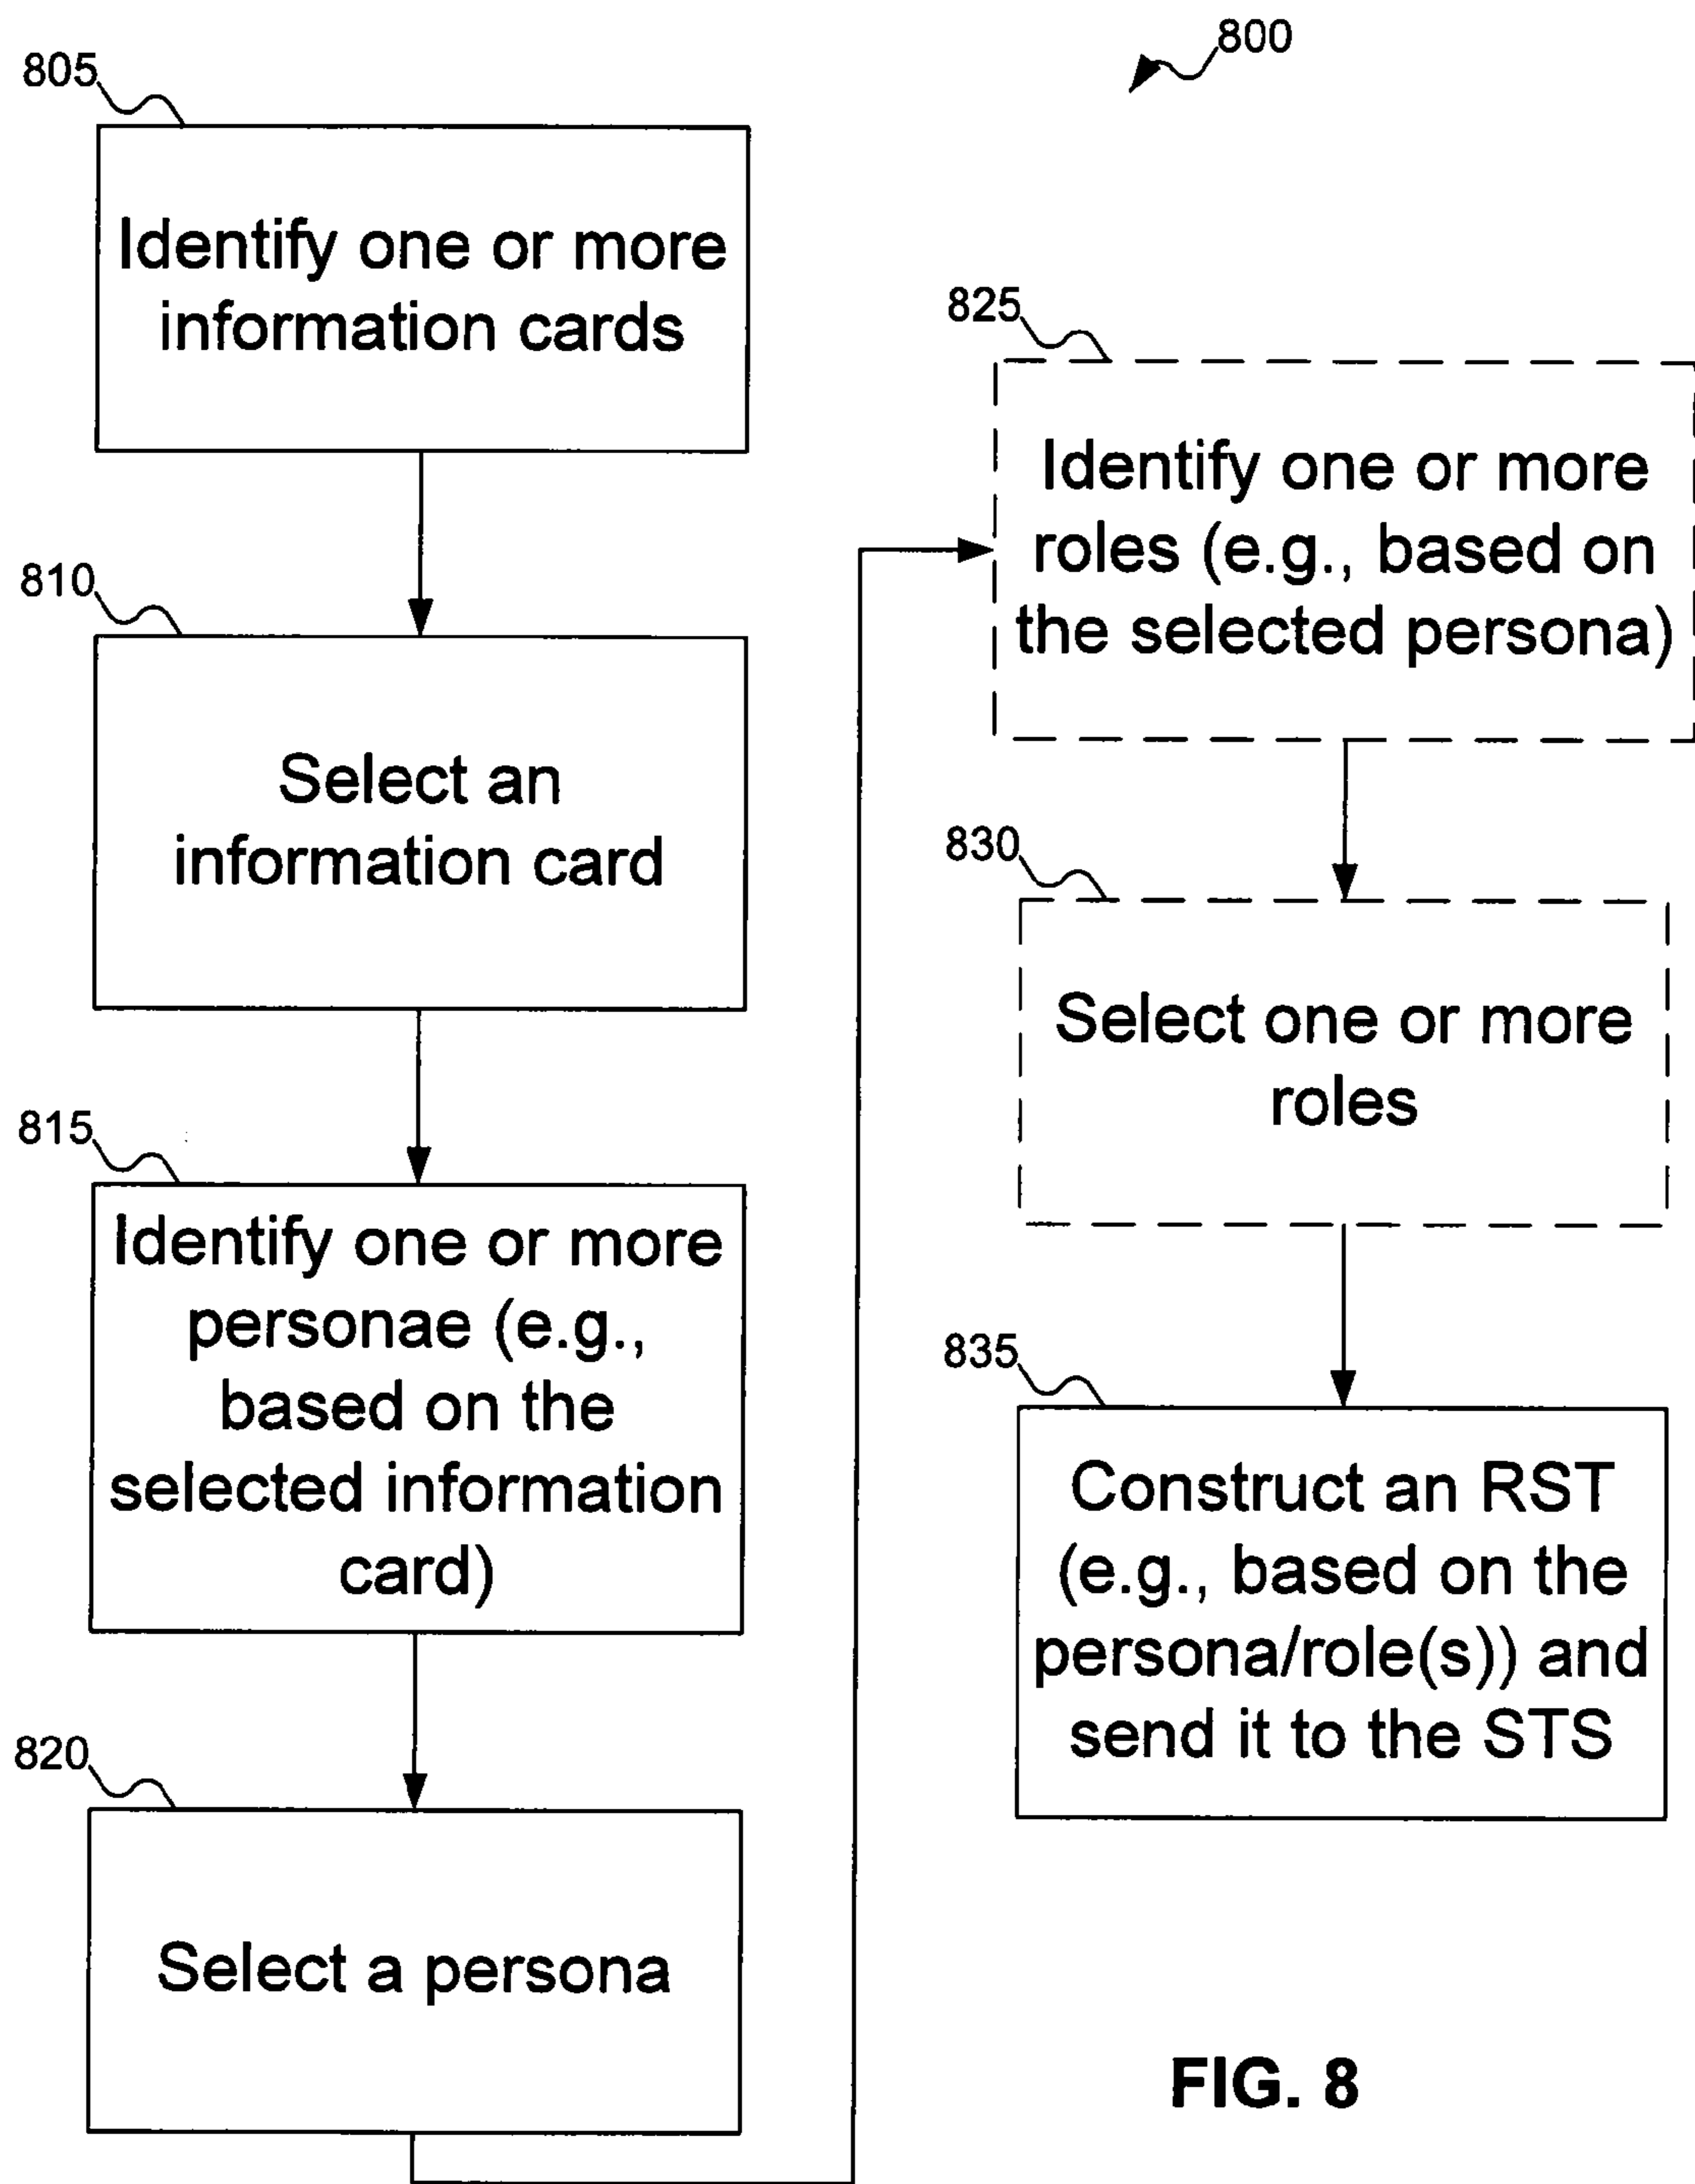 800
805
Identify one or more
information cards
810
Select an
information card
815
Identify one or more
personae (e.g.,
based on the
selected information
card)
820
Select a persona
825
Identify one or more
roles (e.g., based on
the selected persona)
830
Select one or more
roles
835
Construct an RST
(e.g., based on the
persona/role(s)) and
send it to the STS
FIG. 8